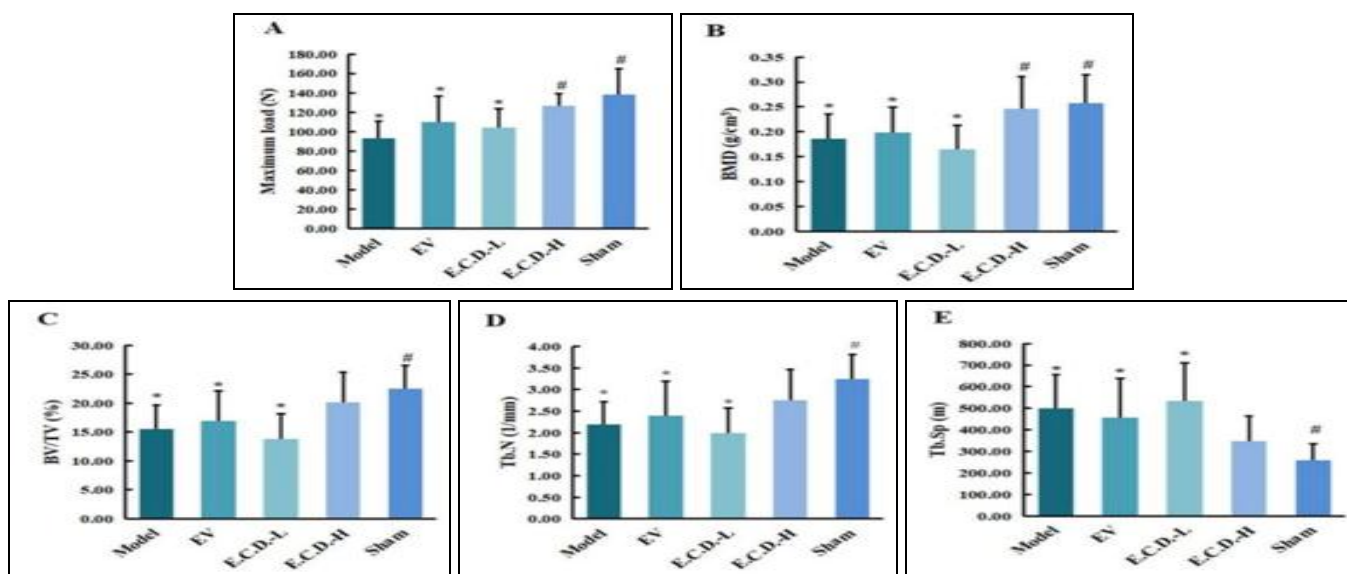 A
Maximum load (N)
180.00
160.00
140.00
120.00
100.00
80.00
60.00
40.00
20.00
0.00
*
*
*
#
#
Model
EV
E.C.D.-L
E.C.D.-H
Sham
B
BMD (g/cm³)
0.35
0.30
0.25
0.20
0.15
0.10
0.05
0.00
*
*
*
#
#
Model
EV
E.C.D.-L
E.C.D.-H
Sham
C
BV/TV (%)
30.00
25.00
20.00
15.00
10.00
5.00
0.00
*
*
*
#
Model
EV
E.C.D.-L
E.C.D.-H
Sham
D
Tb.N (1/mm)
4.00
3.50
3.00
2.50
2.00
1.50
1.00
0.50
0.00
*
*
*
#
Model
EV
E.C.D.-L
E.C.D.-H
Sham
E
Tb.Sp (m)
800.00
700.00
600.00
500.00
400.00
300.00
200.00
100.00
0.00
*
*
*
#
Model
EV
E.C.D.-L
E.C.D.-H
Sham